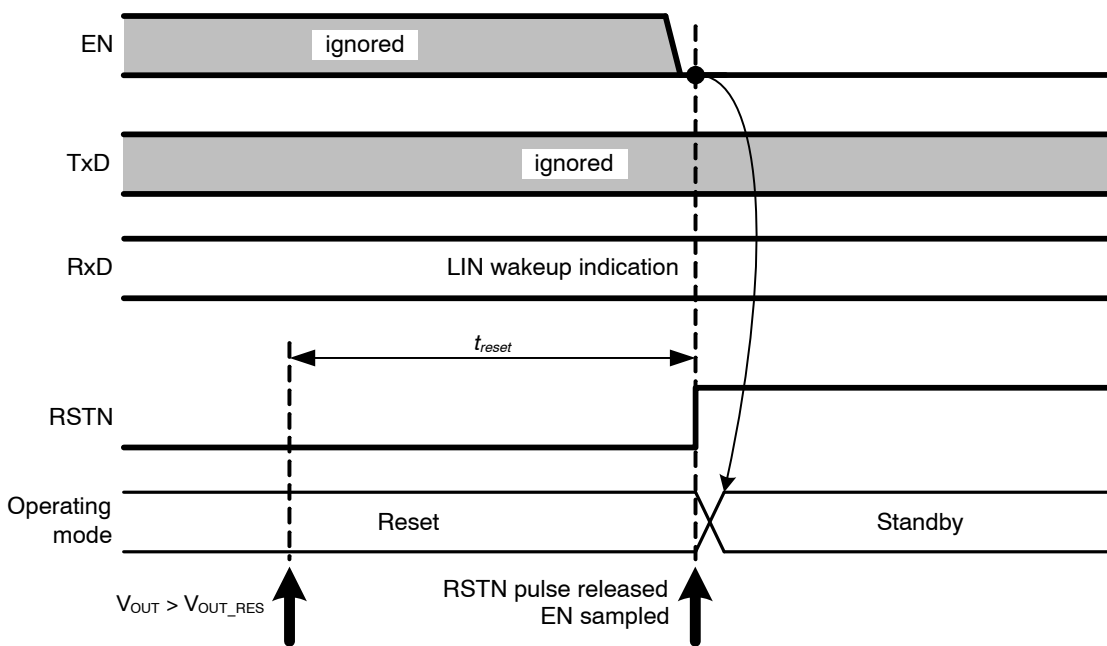 EN
ignored
TxD
ignored
RxD
LIN wakeup indication
treset
RSTN
Operating
mode
Reset
Standby
VOUT > VOUT_RES
RSTN pulse released
EN sampled